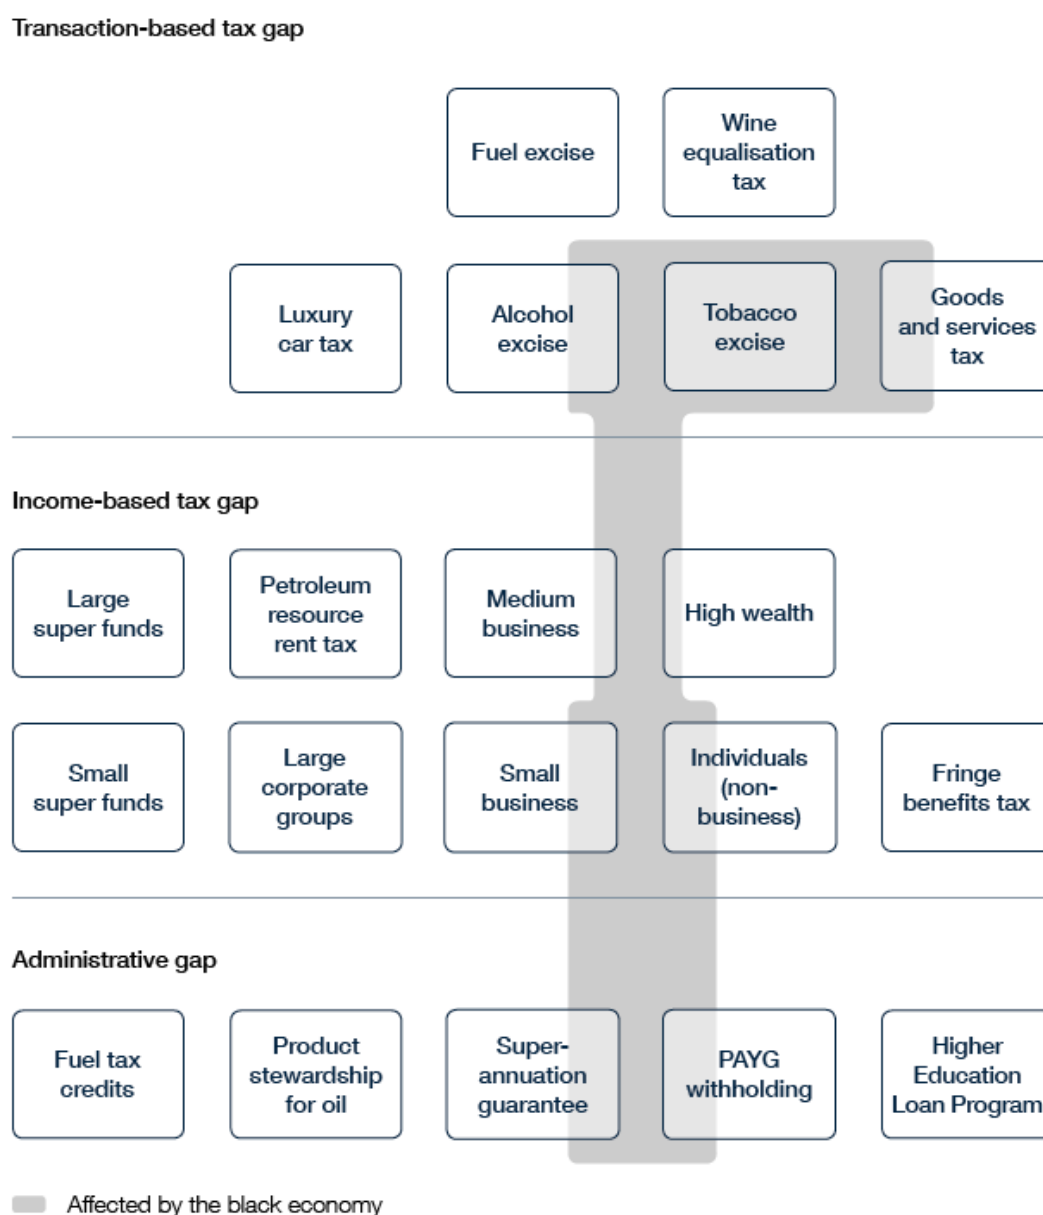 Transaction-based tax gap
Fuel excise
Wine
equalisation
tax
Luxury
car tax
Alcohol
excise
Tobacco
excise
Goods
and services
tax
Income-based tax gap
Large
super funds
Petroleum
resource
rent tax
Medium
business
High wealth
Small
super funds
Large
corporate
groups
Small
business
Individuals
(non-
business)
Fringe
benefits tax
Administrative gap
Fuel tax
credits
Product
stewardship
for oil
Super-
annuation
guarantee
PAYG
withholding
Higher
Education
Loan Program
Affected by the black economy